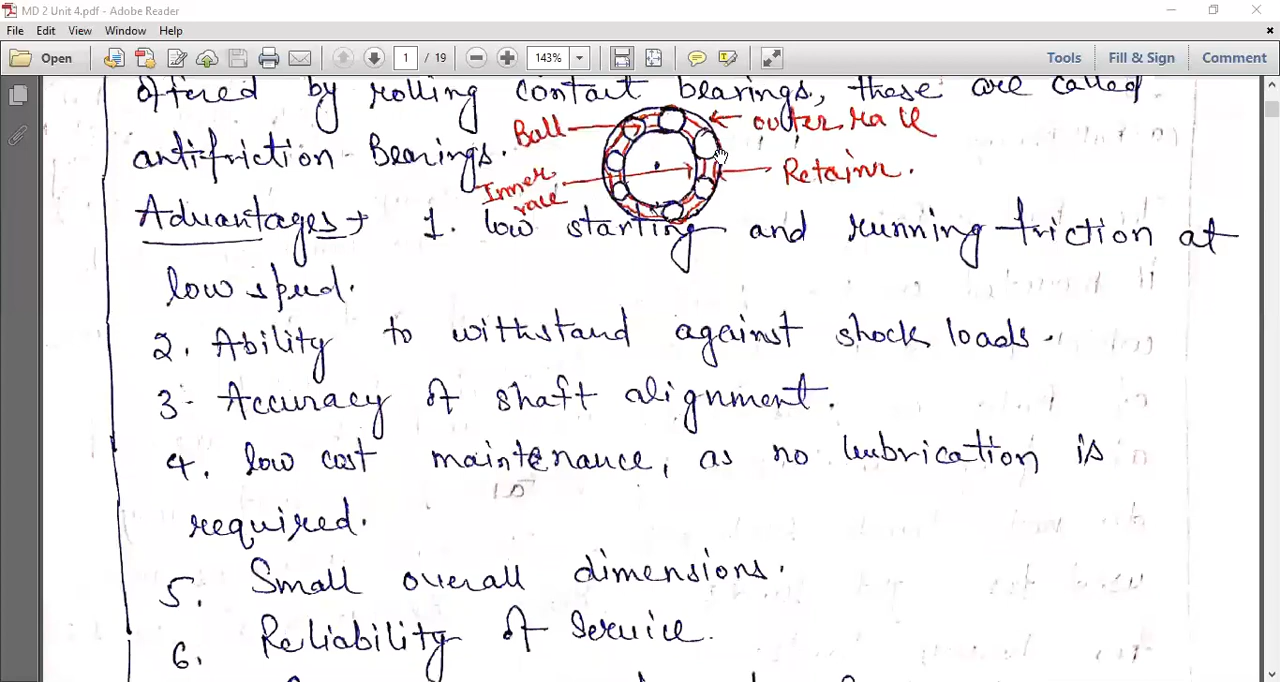 MD 2 Unit 4.pdf - Adobe Reader
File Edit View Window Help
Open 1 / 19 143% Tools Fill & Sign Comment
offered by rolling contact bearings, these are called
antifriction Bearings.
Ball
outer race
Inner
race
Retainr.
Advantages → 1. low starting and running friction at
low speed.
2. Ability to withstand against shock loads.
3. Accuracy of shaft alignment.
4. low cost maintenance, as no lubrication is
required.
5. Small overall dimensions.
6. Reliability of service.